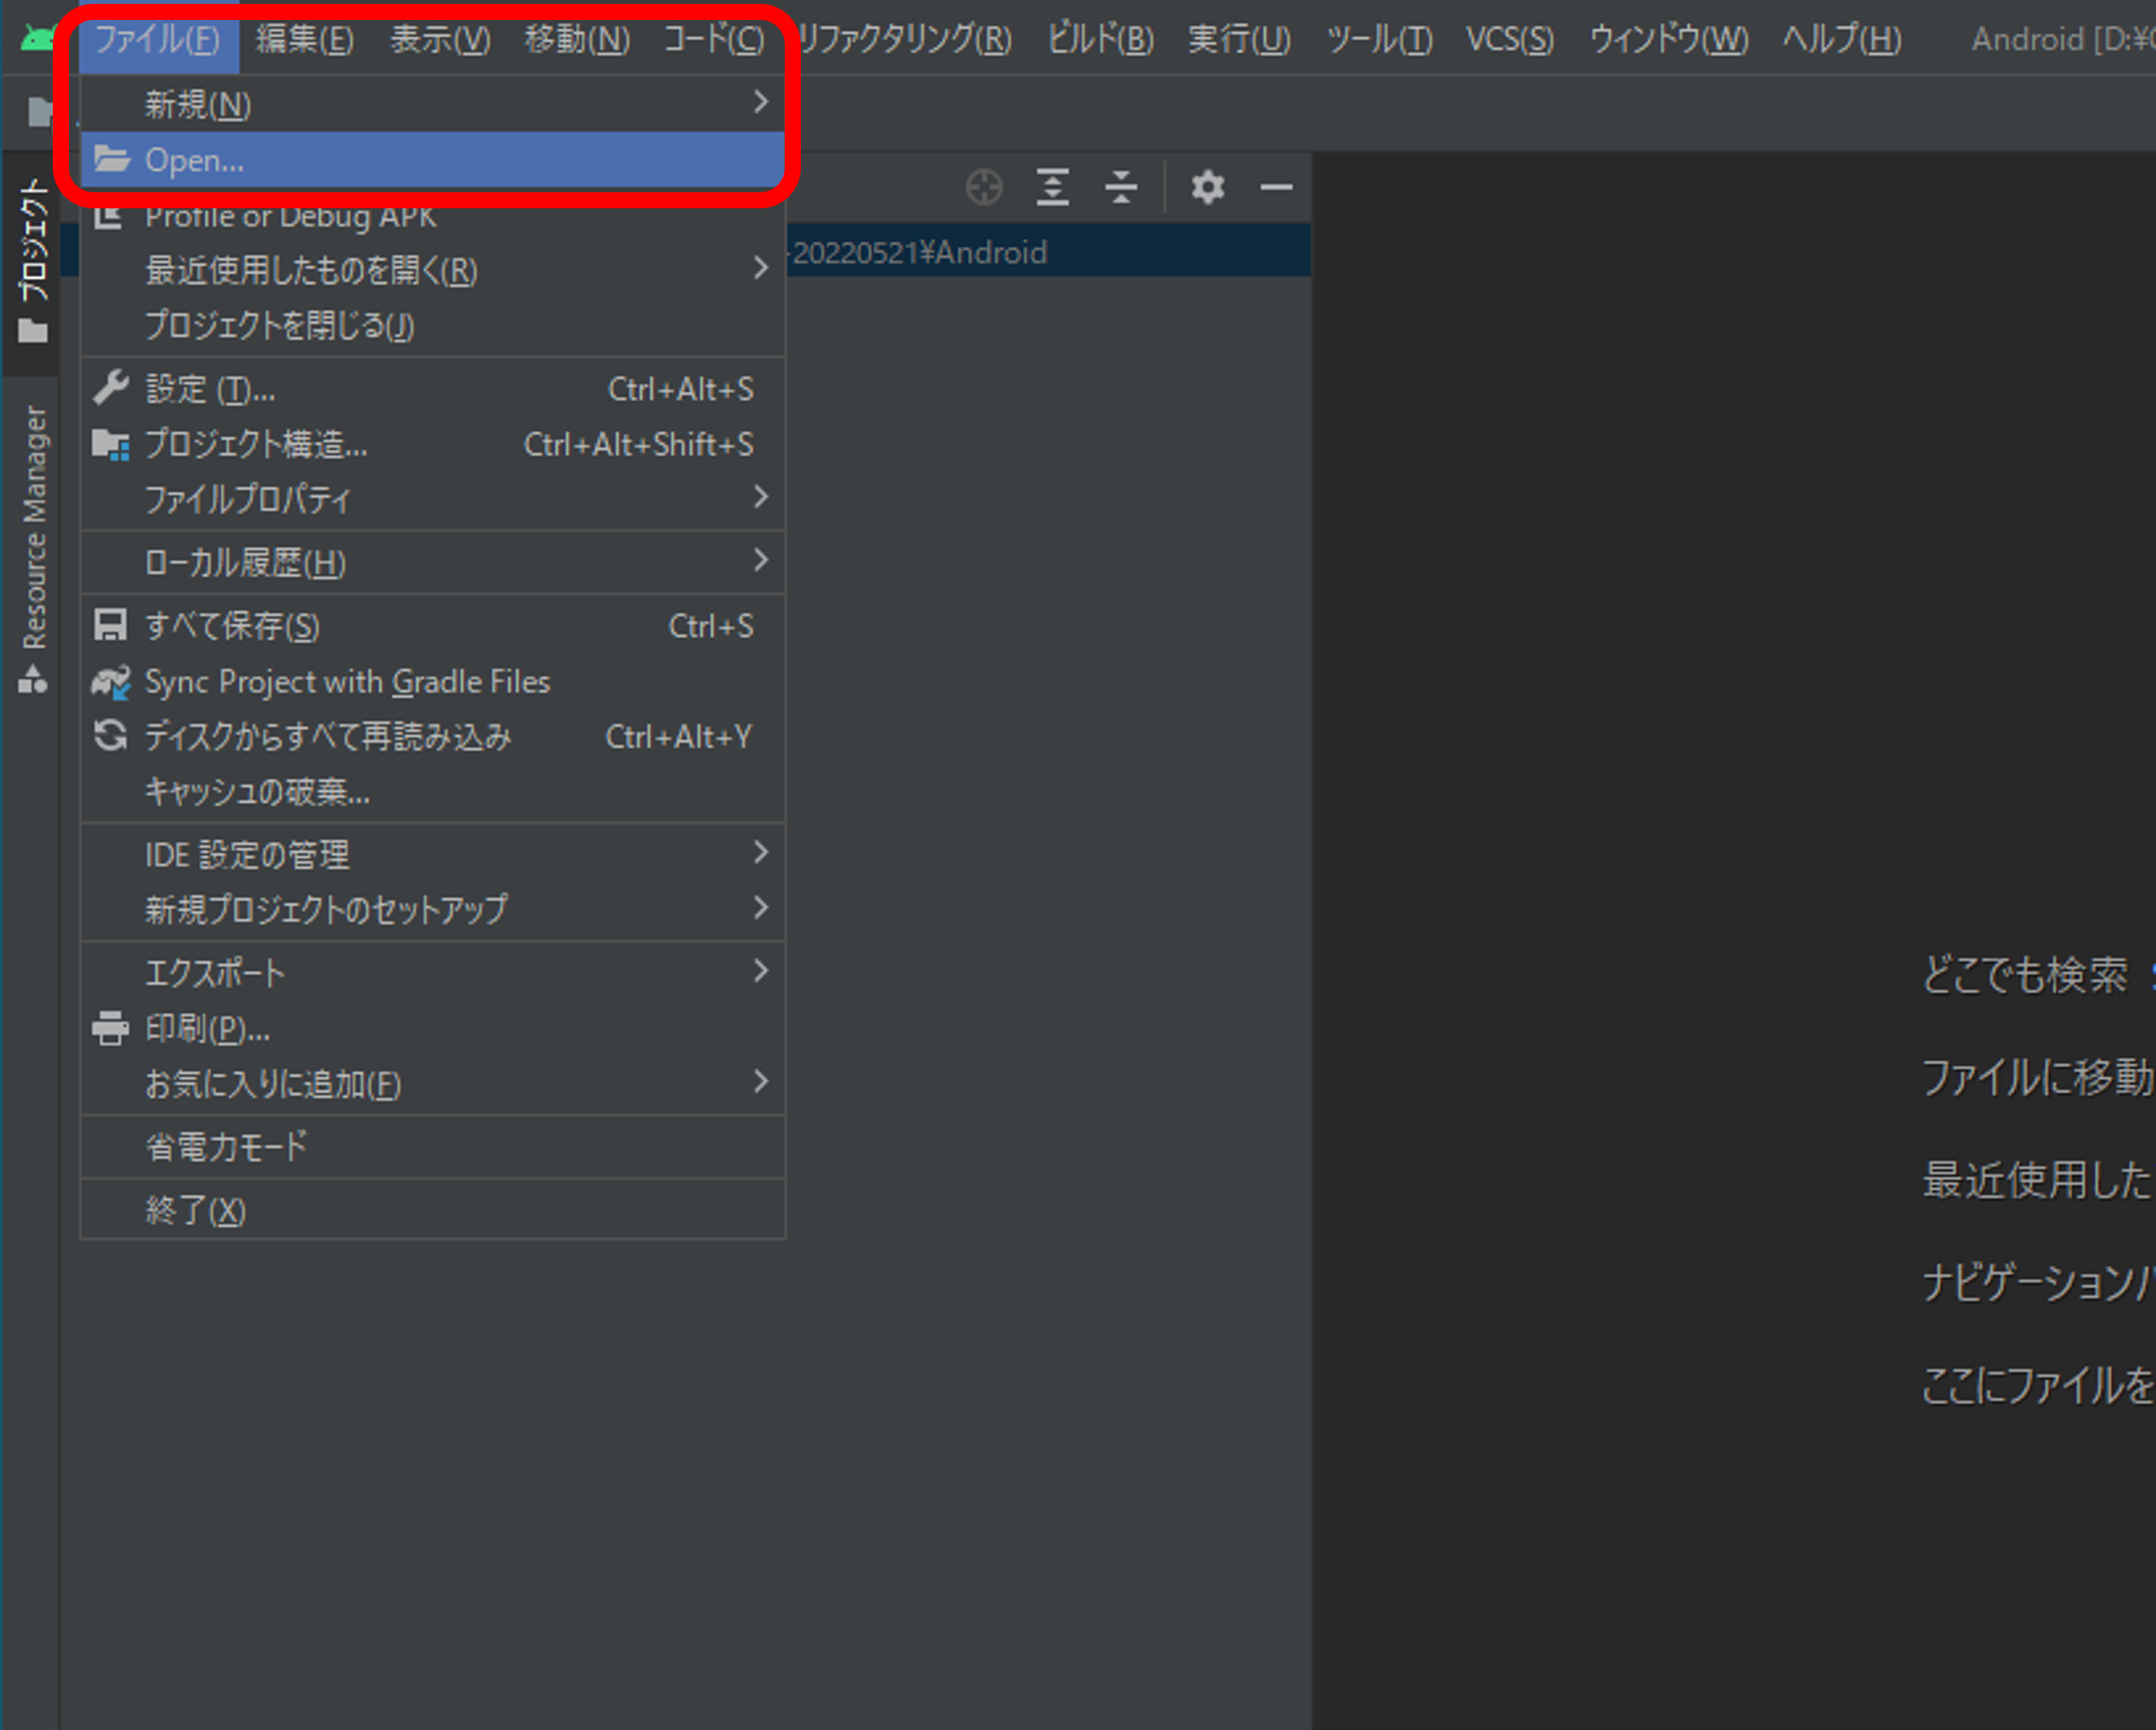 ファイル(F) 編集(E) 表示(V) 移動(N) コード(C) リファクタリング(R) ビルド(B) 実行(U) ツール(T) VCS(S) ウィンドウ(W) ヘルプ(H) Android [D:¥
新規(N)
Open...
Profile or Debug APK
最近使用したものを開く(R)
プロジェクトを閉じる(J)
設定 (T)... Ctrl+Alt+S
プロジェクト構造... Ctrl+Alt+Shift+S
ファイルプロパティ
ローカル履歴(H)
すべて保存(S) Ctrl+S
Sync Project with Gradle Files
ディスクからすべて再読み込み Ctrl+Alt+Y
キャッシュの破棄...
IDE 設定の管理
新規プロジェクトのセットアップ
エクスポート
印刷(P)...
お気に入りに追加(F)
省電力モード
終了(X)
プロジェクト
Resource Manager
-20220521¥Android
どこでも検索
ファイルに移動
最近使用した
ナビゲーション
ここにファイルを